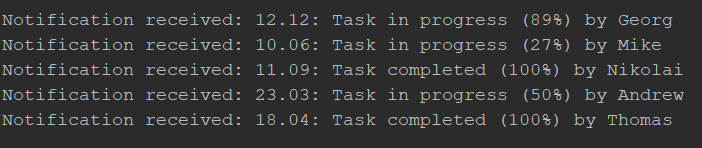 Notification received: 12.12: Task in progress (89%) by Georg
Notification received: 10.06: Task in progress (27%) by Mike
Notification received: 11.09: Task completed (100%) by Nikolai
Notification received: 23.03: Task in progress (50%) by Andrew
Notification received: 18.04: Task completed (100%) by Thomas